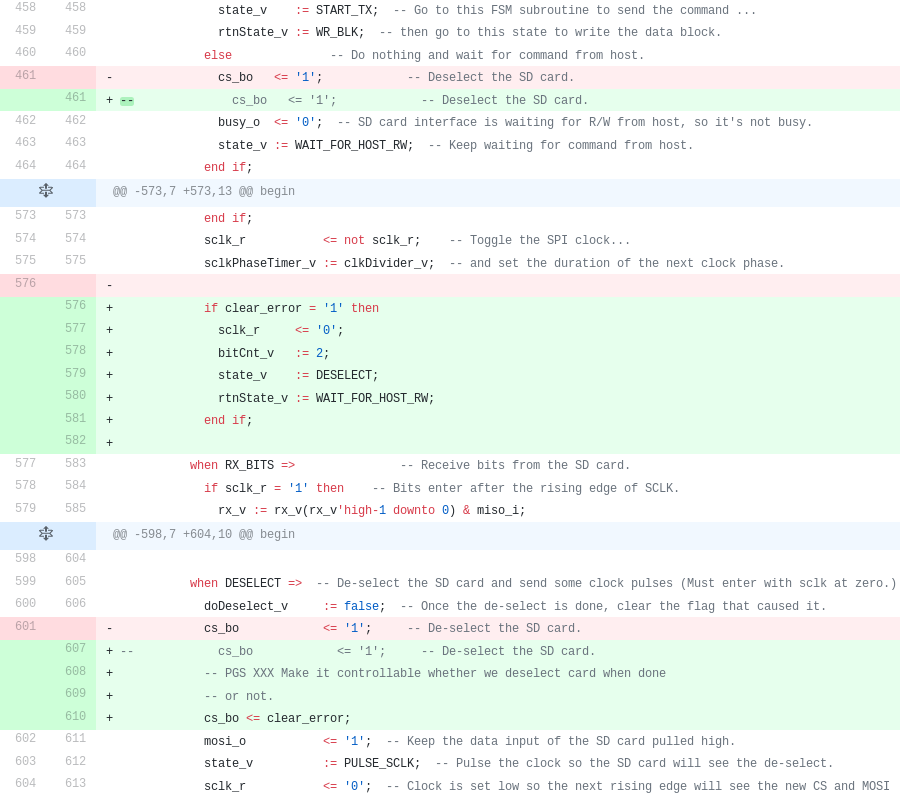 458 458 state_v := START_TX; -- Go to this FSM subroutine to send the command ...
459 459 rtnState_v := WR_BLK; -- then go to this state to write the data block.
460 460 else -- Do nothing and wait for command from host.
461 - cs_bo <= '1'; -- Deselect the SD card.
461 + -- cs_bo <= '1'; -- Deselect the SD card.
462 462 busy_o <= '0'; -- SD card interface is waiting for R/W from host, so it's not busy.
463 463 state_v := WAIT_FOR_HOST_RW; -- Keep waiting for command from host.
464 464 end if;
@@ -573,7 +573,13 @@ begin
573 573 end if;
574 574 sclk_r <= not sclk_r; -- Toggle the SPI clock...
575 575 sclkPhaseTimer_v := clkDivider_v; -- and set the duration of the next clock phase.
576 -
576 + if clear_error = '1' then
577 + sclk_r <= '0';
578 + bitCnt_v := 2;
579 + state_v := DESELECT;
580 + rtnState_v := WAIT_FOR_HOST_RW;
581 + end if;
582 +
577 583 when RX_BITS => -- Receive bits from the SD card.
578 584 if sclk_r = '1' then -- Bits enter after the rising edge of SCLK.
579 585 rx_v := rx_v(rx_v'high-1 downto 0) & miso_i;
@@ -598,7 +604,10 @@ begin
598 604
599 605 when DESELECT => -- De-select the SD card and send some clock pulses (Must enter with sclk at zero.)
600 606 doDeselect_v := false; -- Once the de-select is done, clear the flag that caused it.
601 - cs_bo <= '1'; -- De-select the SD card.
607 + -- cs_bo <= '1'; -- De-select the SD card.
608 + -- PGS XXX Make it controllable whether we deselect card when done
609 + -- or not.
610 + cs_bo <= clear_error;
602 611 mosi_o <= '1'; -- Keep the data input of the SD card pulled high.
603 612 state_v := PULSE_SCLK; -- Pulse the clock so the SD card will see the de-select.
604 613 sclk_r <= '0'; -- Clock is set low so the next rising edge will see the new CS and MOSI